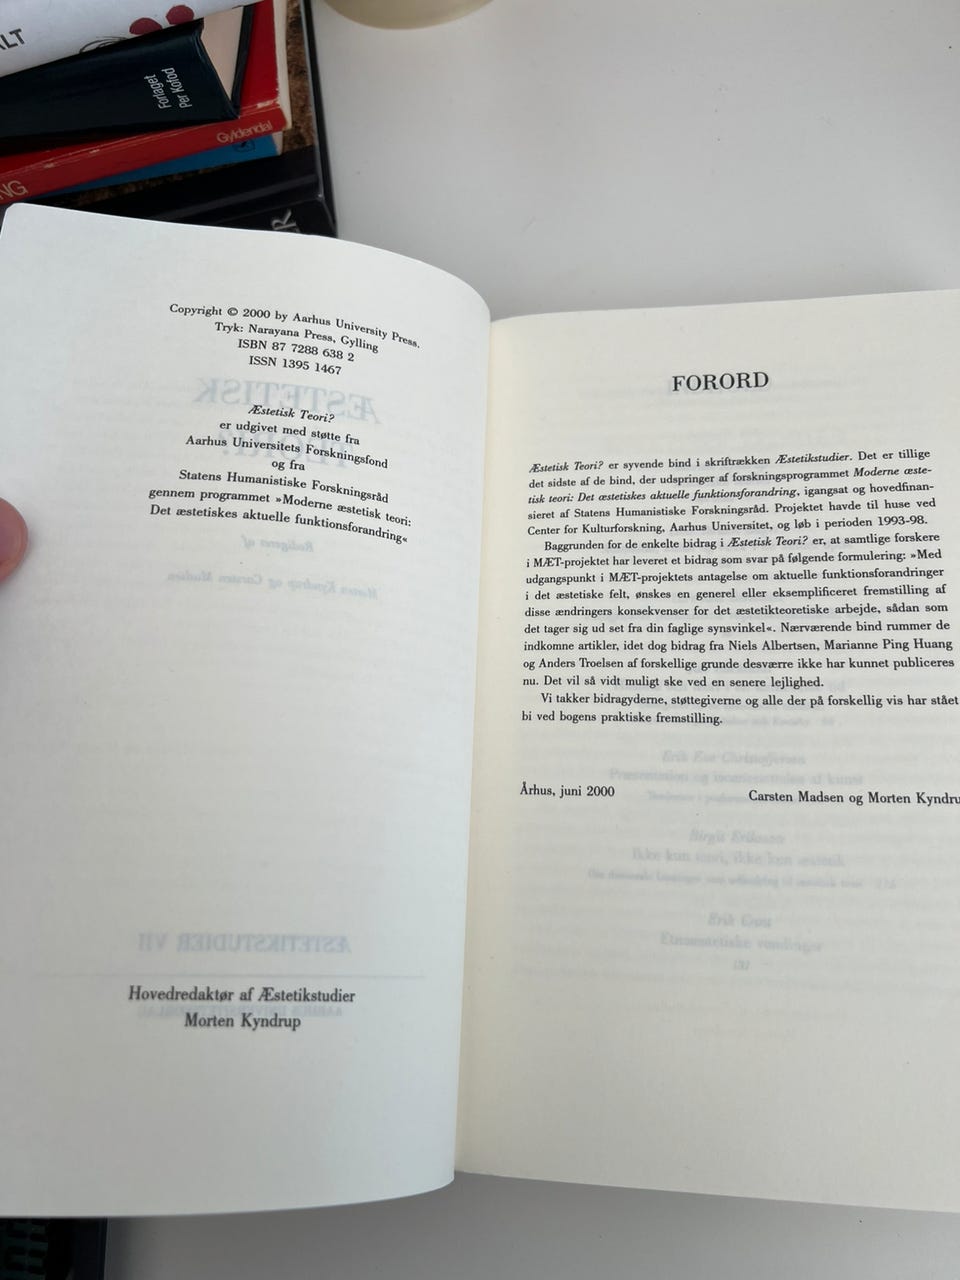 ALT
Forlaget
Per Kofod
Gyldendal
NG
ER
Copyright © 2000 by Aarhus University Press.
Tryk: Narayana Press, Gylling
ISBN 87 7288 638 2
ISSN 1395 1467
Æstetisk Teori?
er udgivet med støtte fra
Aarhus Universitets Forskningsfond
og fra
Statens Humanistiske Forskningsråd
gennem programmet »Moderne æstetisk teori:
Det æstetiskes aktuelle funktionsforandring«
Hovedredaktør af Æstetikstudier
Morten Kyndrup
FORORD
Æstetisk Teori? er syvende bind i skriftrækken Æstetikstudier. Det er tillige
det sidste af de bind, der udspringer af forskningsprogrammet Moderne æste-
tisk teori: Det æstetiskes aktuelle funktionsforandring, igangsat og hovedfinan-
sieret af Statens Humanistiske Forskningsråd. Projektet havde til huse ved
Center for Kulturforskning, Aarhus Universitet, og løb i perioden 1993-98.
Baggrunden for de enkelte bidrag i Æstetisk Teori? er, at samtlige forskere
i MÆT-projektet har leveret et bidrag som svar på følgende formulering: »Med
udgangspunkt i MÆT-projektets antagelse om aktuelle funktionsforandringer
i det æstetiske felt, ønskes en generel eller eksemplificeret fremstilling af
disse ændringers konsekvenser for det æstetikteoretiske arbejde, sådan som
det tager sig ud set fra din faglige synsvinkel«. Nærværende bind rummer de
indkomne artikler, idet dog bidrag fra Niels Albertsen, Marianne Ping Huang
og Anders Troelsen af forskellige grunde desværre ikke har kunnet publiceres
nu. Det vil så vidt muligt ske ved en senere lejlighed.
Vi takker bidragyderne, støttegiverne og alle der på forskellig vis har stået
bi ved bogens praktiske fremstilling.
Århus, juni 2000
Carsten Madsen og Morten Kyndru